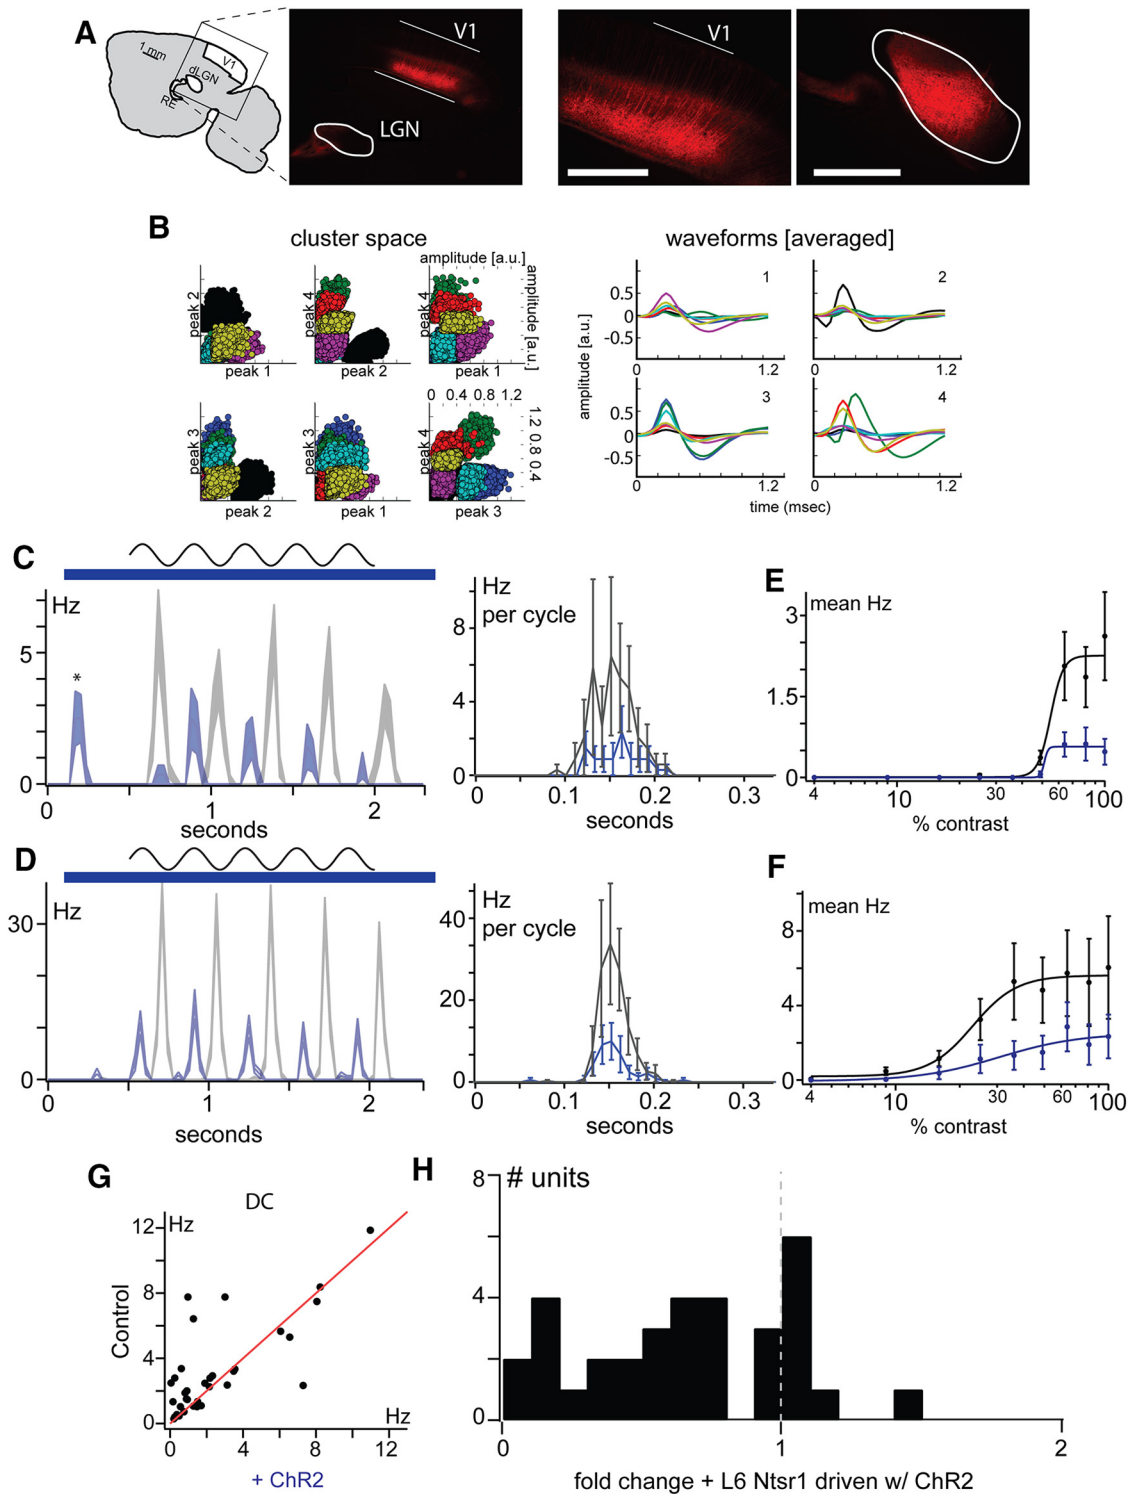 A
1 mm
V1
dLGN
RE
V1
LGN
V1
B
cluster space
waveforms [averaged]
amplitude [a.u.]
amplitude [a.u.]
peak 2
peak 1
peak 4
peak 2
peak 4
peak 1
0 0.4 0.8 1.2
1.2 0.8 0.4
peak 3
peak 2
peak 3
peak 1
peak 4
peak 3
amplitude [a.u.]
0.5
0
-0.5
1
0
1.2
2
0
1.2
0.5
0
-0.5
3
0
1.2
4
0
1.2
time (msec)
C
Hz
5
0
*
0
1
2
seconds
Hz
per cycle
8
4
0
0.1
0.2
0.3
seconds
E
mean Hz
3
1.5
0
4
10
30
60
100
% contrast
D
Hz
30
0
0
1
2
seconds
Hz
per cycle
40
20
0
0.1
0.2
0.3
seconds
F
mean Hz
8
4
0
4
10
30
60
100
% contrast
G
DC
Hz
12
8
4
0
Control
Hz
0
4
8
12
+ ChR2
H
# units
8
4
0
0
1
2
fold change + L6 Ntsr1 driven w/ ChR2